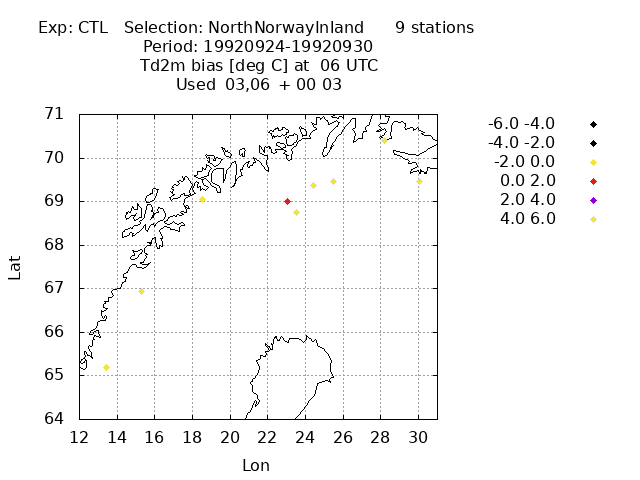 Exp: CTL   Selection: NorthNorwayInland      9 stations
Period: 19920924-19920930
Td2m bias [deg C] at  06 UTC
Used  03,06  + 00 03
71
70
69
68
67
66
65
64
12 14 16 18 20 22 24 26 28 30
Lat
Lon
-6.0 -4.0
-4.0 -2.0
-2.0 0.0
0.0 2.0
2.0 4.0
4.0 6.0